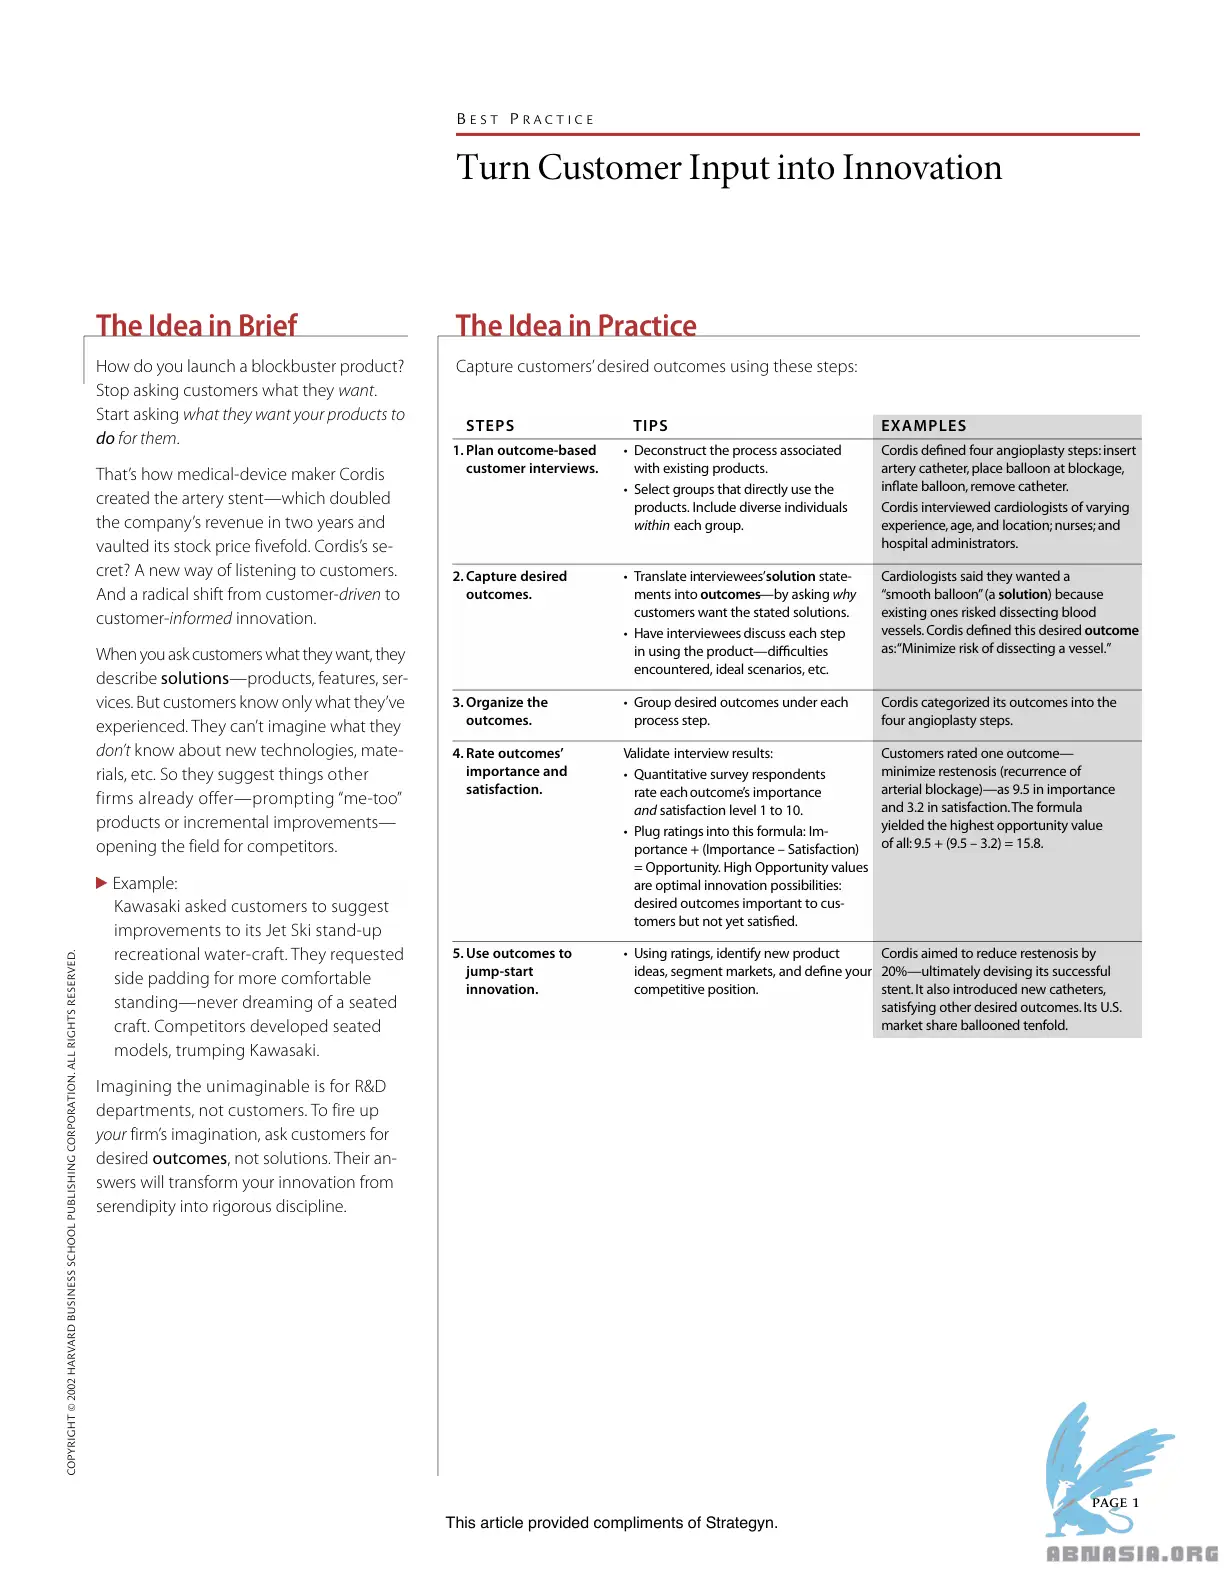 BEST PRACTICE
Turn Customer Input into Innovation
The Idea in Brief
How do you launch a blockbuster product?
Stop asking customers what they want.
Start asking what they want your products to
do for them.
That's how medical-device maker Cordis
created the artery stent—which doubled
the company's revenue in two years and
vaulted its stock price fivefold. Cordis's se-
cret? A new way of listening to customers.
And a radical shift from customer-driven to
customer-informed innovation.
When you ask customers what they want, they
describe solutions—products, features, ser-
vices. But customers know only what they've
experienced. They can't imagine what they
don't know about new technologies, mate-
rials, etc. So they suggest things other
firms already offer—prompting "me-too"
products or incremental improvements—
opening the field for competitors.
Example:
Kawasaki asked customers to suggest
improvements to its Jet Ski stand-up
recreational water-craft. They requested
side padding for more comfortable
standing—never dreaming of a seated
craft. Competitors developed seated
models, trumping Kawasaki.
Imagining the unimaginable is for R&D
departments, not customers. To fire up
your firm's imagination, ask customers for
desired outcomes, not solutions. Their an-
swers will transform your innovation from
serendipity into rigorous discipline.
The Idea in Practice
Capture customers' desired outcomes using these steps:
STEPS
TIPS
EXAMPLES
1. Plan outcome-based
customer interviews.
• Deconstruct the process associated
with existing products.
• Select groups that directly use the
products. Include diverse individuals
within each group.
Cordis defined four angioplasty steps: insert
artery catheter, place balloon at blockage,
inflate balloon, remove catheter.
Cordis interviewed cardiologists of varying
experience, age, and location; nurses; and
hospital administrators.
2. Capture desired
outcomes.
• Translate interviewees' solution state-
ments into outcomes—by asking why
customers want the stated solutions.
• Have interviewees discuss each step
in using the product—difficulties
encountered, ideal scenarios, etc.
Cardiologists said they wanted a
"smooth balloon" (a solution) because
existing ones risked dissecting blood
vessels. Cordis defined this desired outcome
as: "Minimize risk of dissecting a vessel."
3. Organize the
outcomes.
• Group desired outcomes under each
process step.
Cordis categorized its outcomes into the
four angioplasty steps.
4. Rate outcomes'
importance and
satisfaction.
Validate interview results:
• Quantitative survey respondents
rate each outcome's importance
and satisfaction level 1 to 10.
• Plug ratings into this formula: Im-
portance + (Importance – Satisfaction)
= Opportunity. High Opportunity values
are optimal innovation possibilities:
desired outcomes important to cus-
tomers but not yet satisfied.
Customers rated one outcome—
minimize restenosis (recurrence of
arterial blockage)—as 9.5 in importance
and 3.2 in satisfaction. The formula
yielded the highest opportunity value
of all: 9.5 + (9.5 – 3.2) = 15.8.
5. Use outcomes to
jump-start
innovation.
• Using ratings, identify new product
ideas, segment markets, and define your
competitive position.
Cordis aimed to reduce restenosis by
20%—ultimately devising its successful
stent. It also introduced new catheters,
satisfying other desired outcomes. Its U.S.
market share ballooned tenfold.
COPYRIGHT © 2002 HARVARD BUSINESS SCHOOL PUBLISHING CORPORATION. ALL RIGHTS RESERVED.
PAGE 1
This article provided compliments of Strategyn.
ABNASIA.ORG